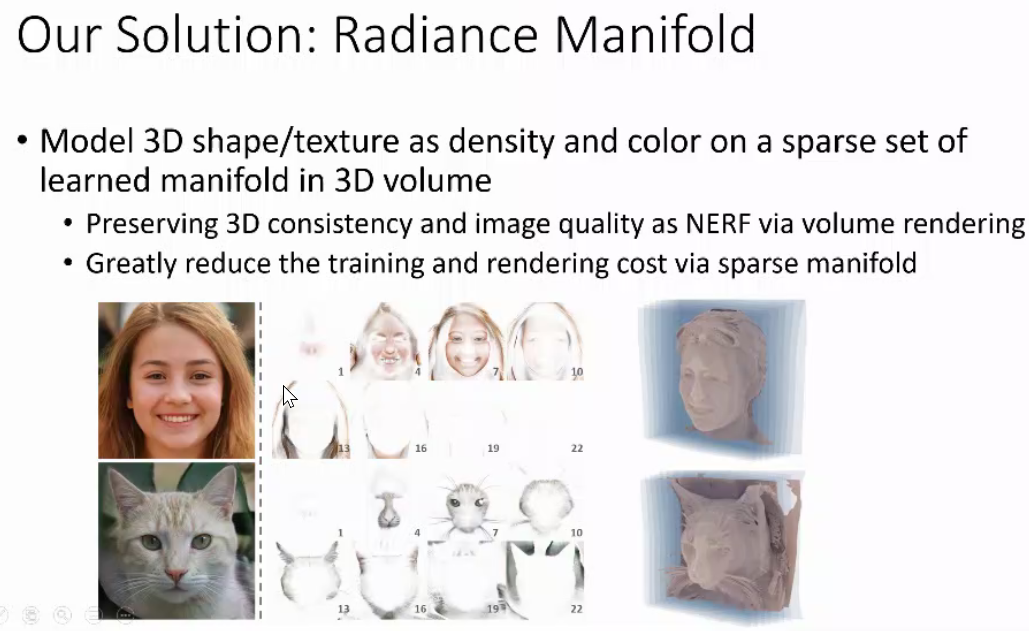 Our Solution: Radiance Manifold
• Model 3D shape/texture as density and color on a sparse set of
learned manifold in 3D volume
• Preserving 3D consistency and image quality as NERF via volume rendering
• Greatly reduce the training and rendering cost via sparse manifold
1 4 7 10
13 16 19 22
1 4 7 10
13 16 19 22